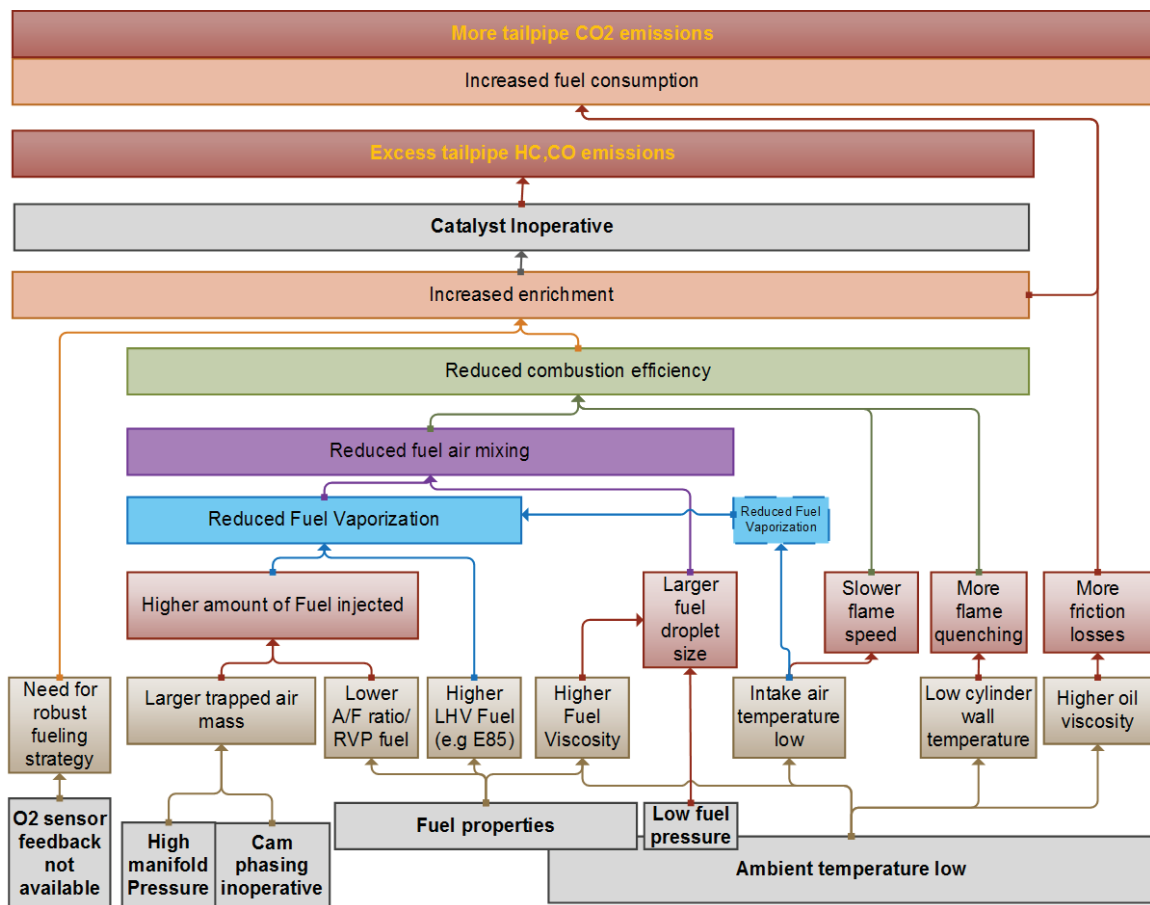 More tailpipe CO2 emissions
Increased fuel consumption
Excess tailpipe HC,CO emissions
Catalyst Inoperative
Increased enrichment
Reduced combustion efficiency
Reduced fuel air mixing
Reduced Fuel Vaporization
Reduced Fuel
Vaporization
Higher amount of Fuel injected
Larger
fuel
droplet
size
Slower
flame
speed
More
flame
quenching
More
friction
losses
Need for
robust
fueling
strategy
Larger trapped air
mass
Lower
A/F ratio/
RVP fuel
Higher
LHV Fuel
(e.g E85)
Higher
Fuel
Viscosity
Intake air
temperature
low
Low cylinder
wall
temperature
Higher oil
viscosity
O2 sensor
feedback
not
available
High
manifold
Pressure
Cam
phasing
inoperative
Fuel properties
Low fuel
pressure
Ambient temperature low